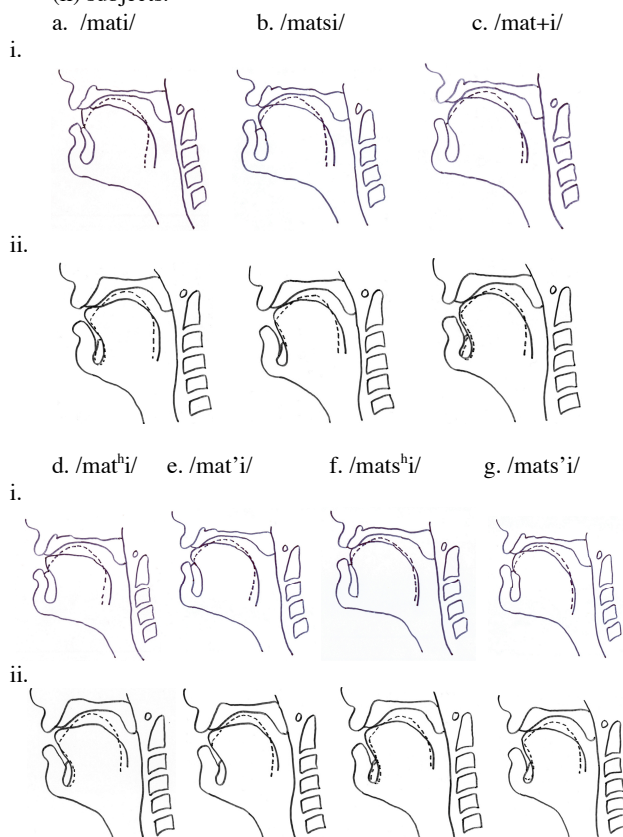 (ii) subjects.
a. /mati/ b. /matsi/ c. /mat+i/
i.
ii.
d. /matʰi/ e. /mat’i/ f. /matsʰi/ g. /mats’i/
i.
ii.